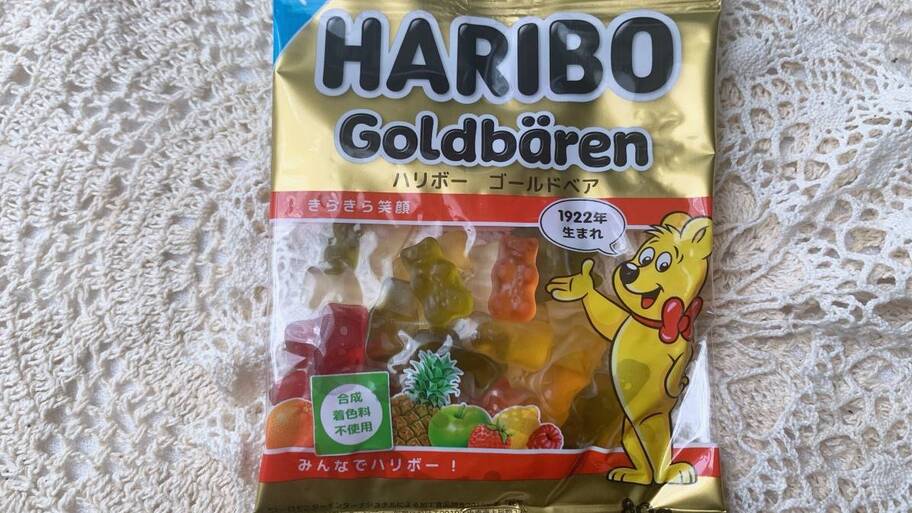 HARIBO
Goldbären
ハリボー ゴールドベア
きらきら笑顔
1922年
生まれ
合成
着色料
不使用
みんなでハリボー！